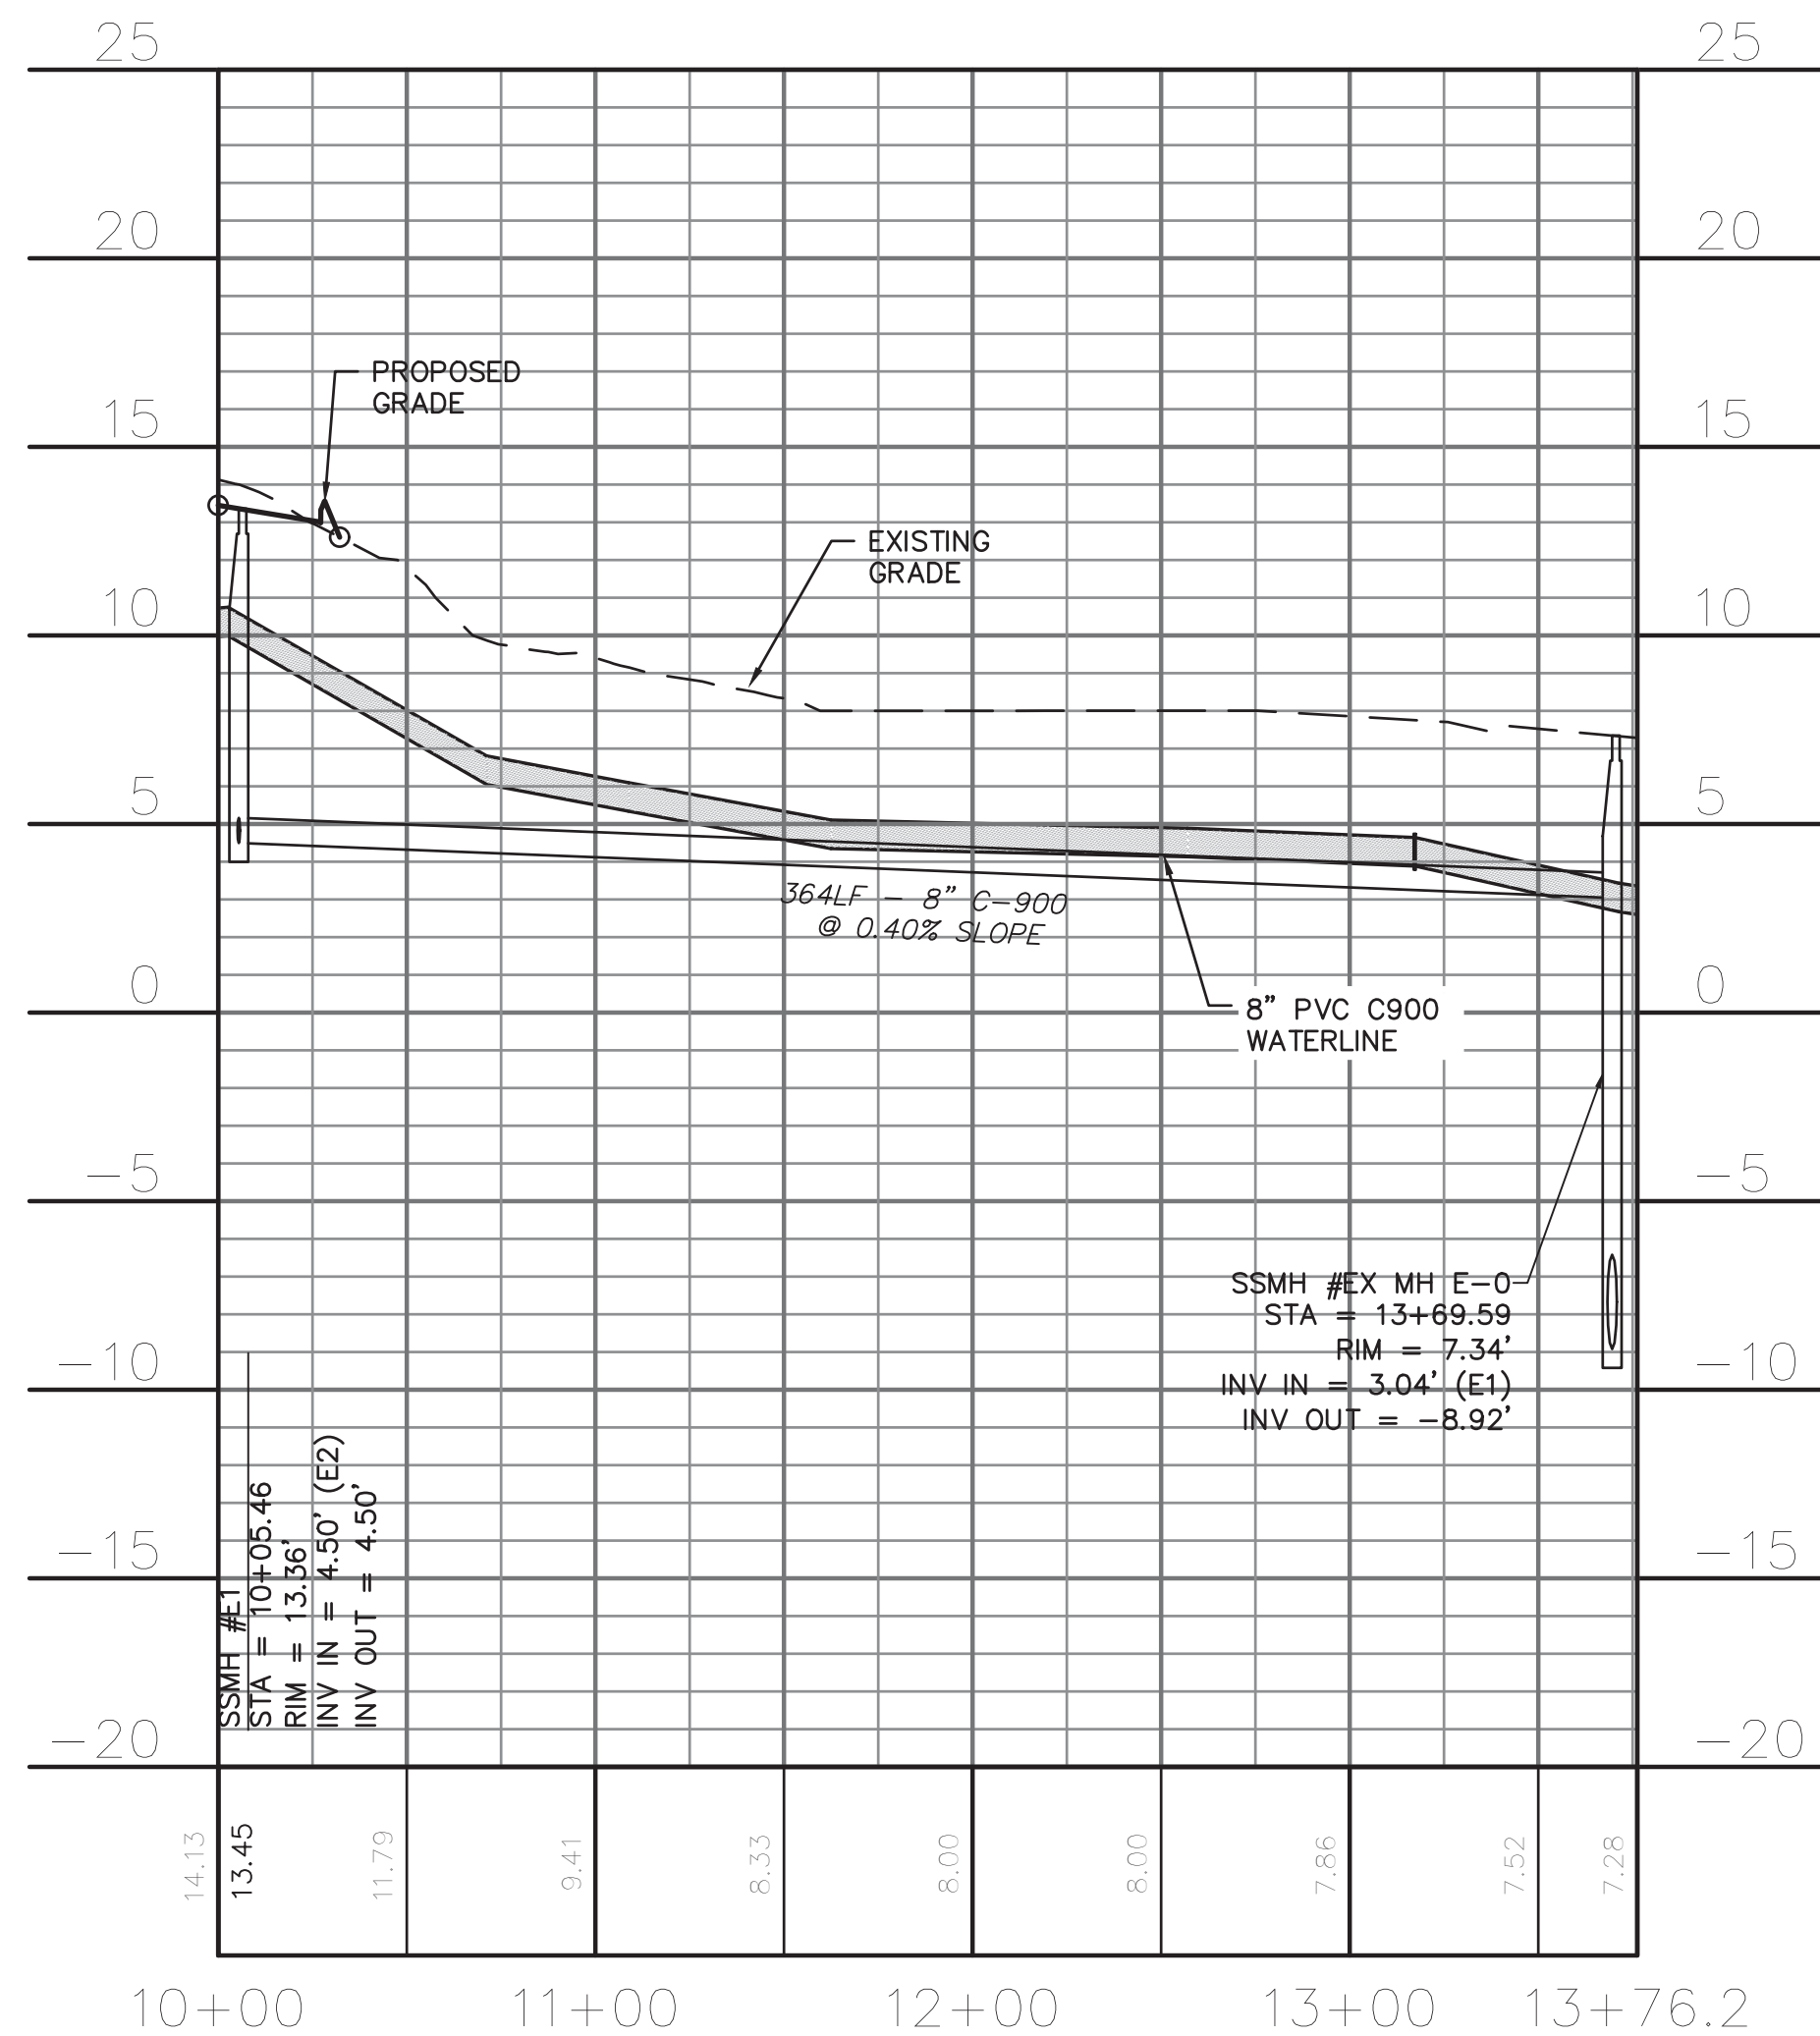 25 25
20 20
PROPOSED
GRADE
15 15
EXISTING
GRADE
10 10
5 5
364LF – 8” C–900
@ 0.40% SLOPE
0 0
8” PVC C900
WATERLINE
–5 –5
SSMH #EX MH E–0
STA = 13+69.59
RIM = 7.34’
INV IN = 3.04’ (E1)
INV OUT = –8.92’
–10 –10
–15 –15
SSMH #E1
STA = 10+05.46
RIM = 13.36’
INV IN = 4.50’ (E2)
INV OUT = 4.50’
–20 –20
14.13 13.45 11.79 9.41 8.33 8.00 8.00 7.86 7.52 7.28
10+00 11+00 12+00 13+00 13+76.2